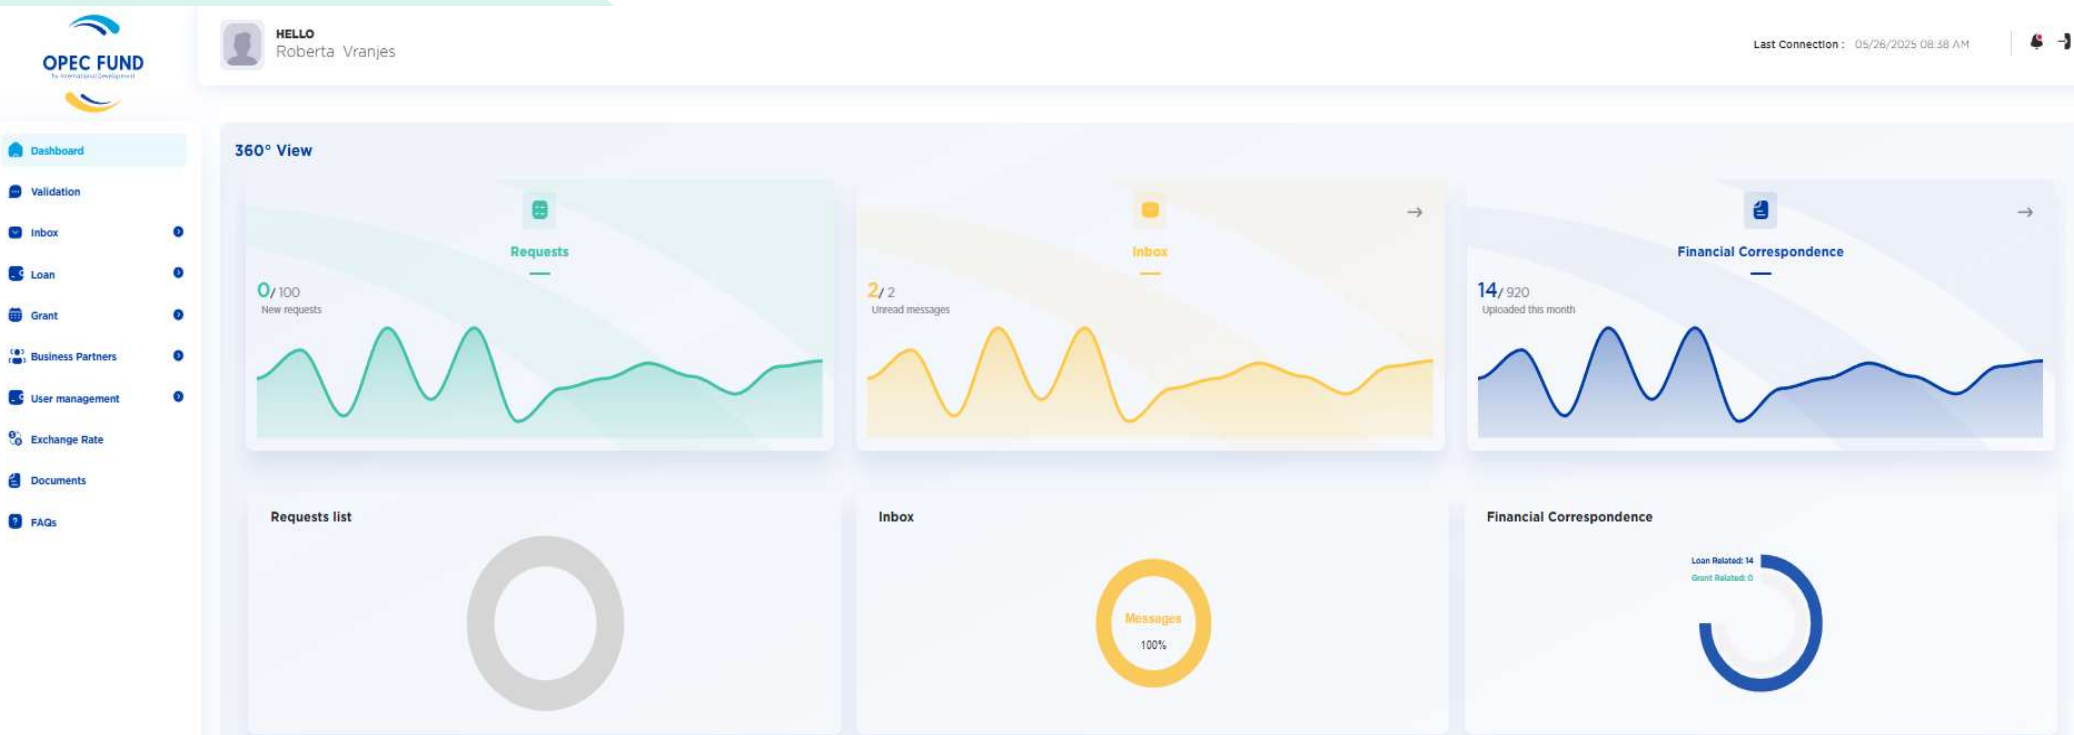 OPEC FUND
for International Development
HELLO
Roberta Vranjes
Last Connection : 05/26/2025 08:38 AM
Dashboard
Validation
Inbox
Loan
Grant
Business Partners
User management
Exchange Rate
Documents
FAQs
360° View
Requests
0/ 100
New requests
Inbox
2/ 2
Unread messages
Financial Correspondence
14/ 920
Uploaded this month
Requests list
Inbox
Messages
100%
Financial Correspondence
Loan Related: 14
Grant Related: 0